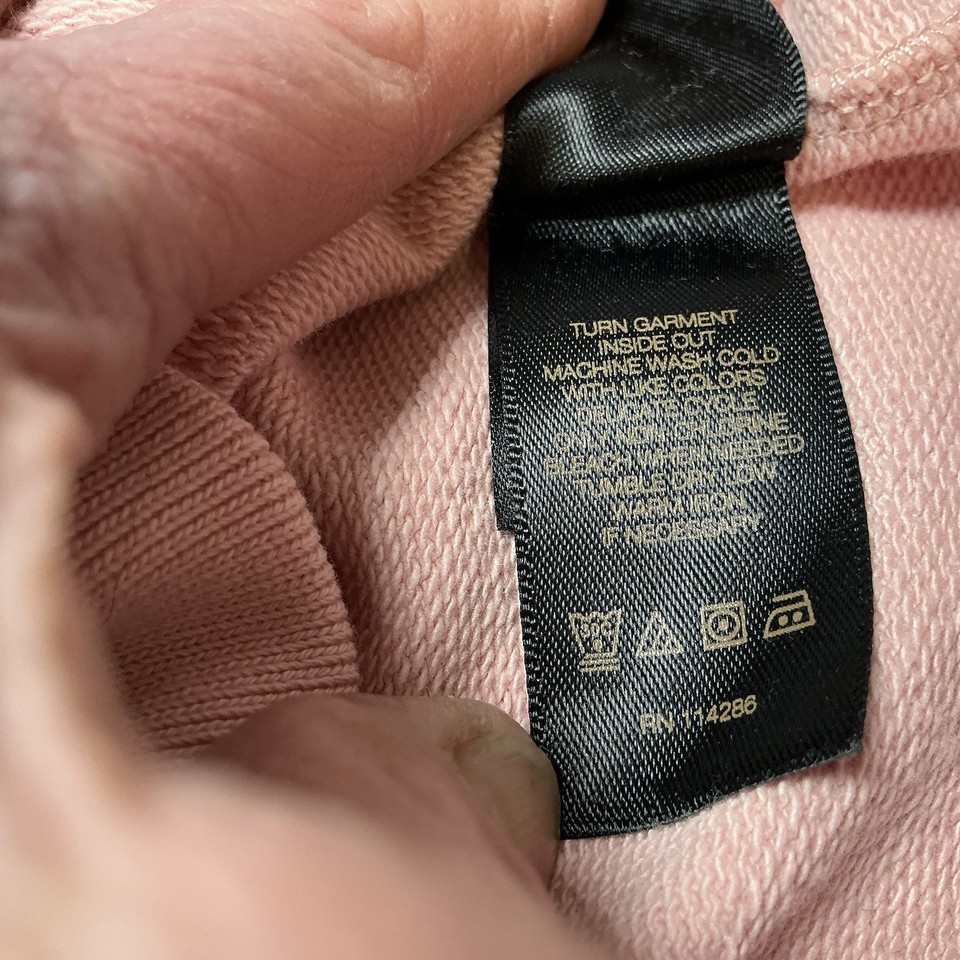 TURN GARMENT
INSIDE OUT
MACHINE WASH COLD
WITH LIKE COLORS
DELICATE CYCLE
ONLY NON-CHLORINE
BLEACH WHEN NEEDED
TUMBLE DRY LOW
WARM IRON
IF NECESSARY
RN 114286